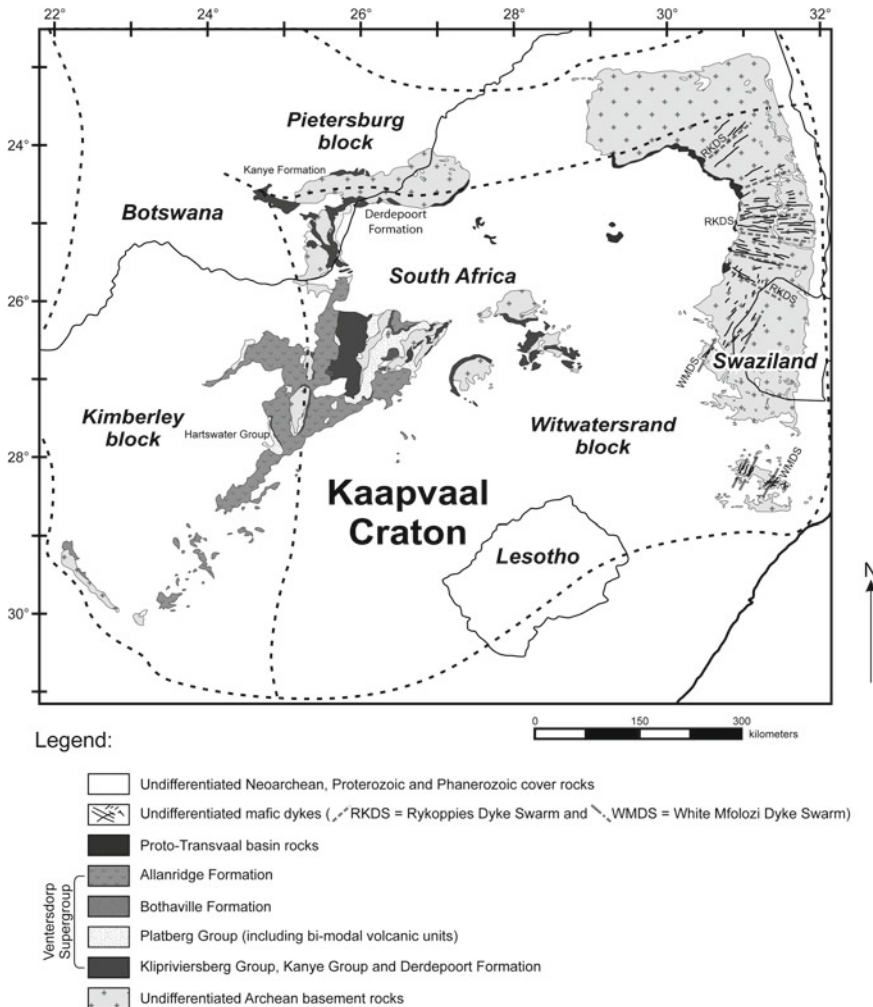 22°
24°
26°
28°
30°
32°
24°
26°
28°
30°
Pietersburg
block
Kanye Formation
Botswana
Derdepoort
Formation
South Africa
RKDS
RKDS
RKDS
WMDS
Swaziland
Kimberley
block
Hartswater Group
Witwatersrand
block
WMDS
Kaapvaal
Craton
Lesotho
N
0 150 300
kilometers
Legend:
Undifferentiated Neoarchean, Proterozoic and Phanerozoic cover rocks
Undifferentiated mafic dykes ( RKDS = Rykoppies Dyke Swarm and WMDS = White Mfolozi Dyke Swarm)
Proto-Transvaal basin rocks
Ventersdorp
Supergroup
Allanridge Formation
Bothaville Formation
Platberg Group (including bi-modal volcanic units)
Klipriviersberg Group, Kanye Group and Derdepoort Formation
Undifferentiated Archean basement rocks